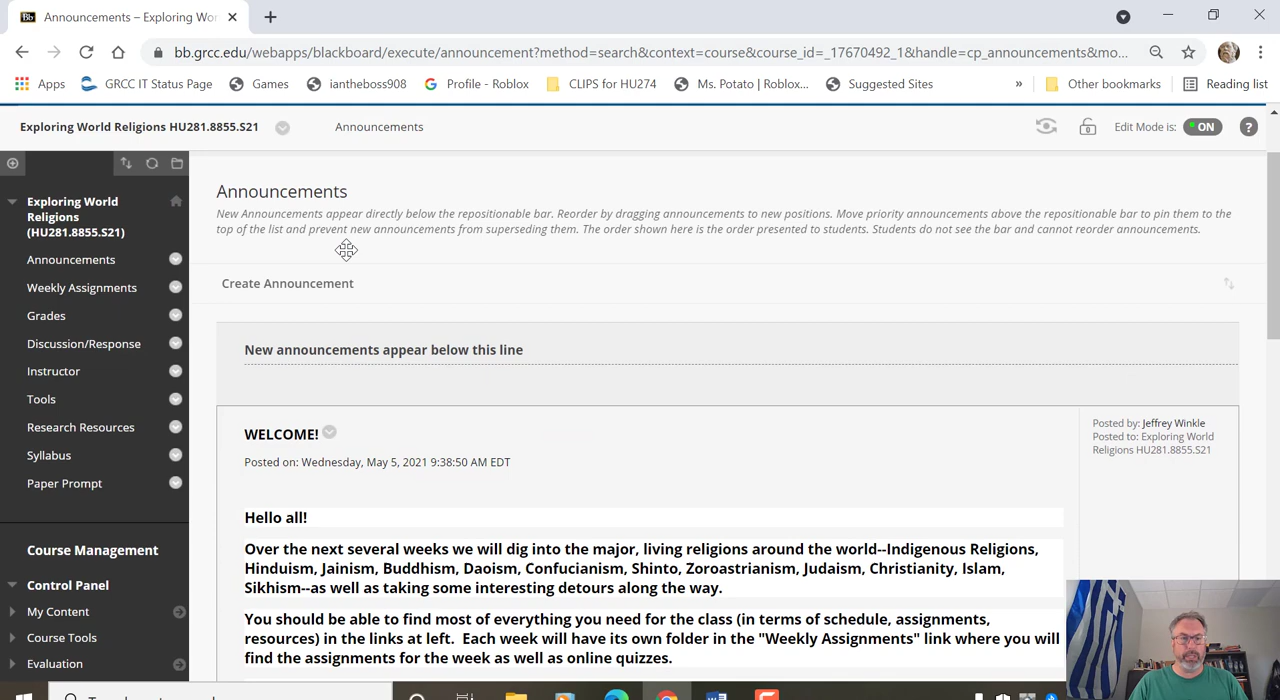 Bb Announcements – Exploring Wor
bb.grcc.edu/webapps/blackboard/execute/announcement?method=search&context=course&course_id=_17670492_1&handle=cp_announcements&mo...
Apps GRCC IT Status Page Games iantheboss908 Profile - Roblox CLIPS for HU274 Ms. Potato | Roblox... Suggested Sites » Other bookmarks Reading list
Exploring World Religions HU281.8855.S21 Announcements Edit Mode is: ON ?
Exploring World
Religions
(HU281.8855.S21)
Announcements
Weekly Assignments
Grades
Discussion/Response
Instructor
Tools
Research Resources
Syllabus
Paper Prompt
Course Management
Control Panel
My Content
Course Tools
Evaluation
Announcements
New Announcements appear directly below the repositionable bar. Reorder by dragging announcements to new positions. Move priority announcements above the repositionable bar to pin them to the
top of the list and prevent new announcements from superseding them. The order shown here is the order presented to students. Students do not see the bar and cannot reorder announcements.
Create Announcement
New announcements appear below this line
WELCOME!
Posted on: Wednesday, May 5, 2021 9:38:50 AM EDT
Posted by: Jeffrey Winkle
Posted to: Exploring World
Religions HU281.8855.S21
Hello all!
Over the next several weeks we will dig into the major, living religions around the world--Indigenous Religions,
Hinduism, Jainism, Buddhism, Daoism, Confucianism, Shinto, Zoroastrianism, Judaism, Christianity, Islam,
Sikhism--as well as taking some interesting detours along the way.
You should be able to find most of everything you need for the class (in terms of schedule, assignments,
resources) in the links at left. Each week will have its own folder in the "Weekly Assignments" link where you will
find the assignments for the week as well as online quizzes.